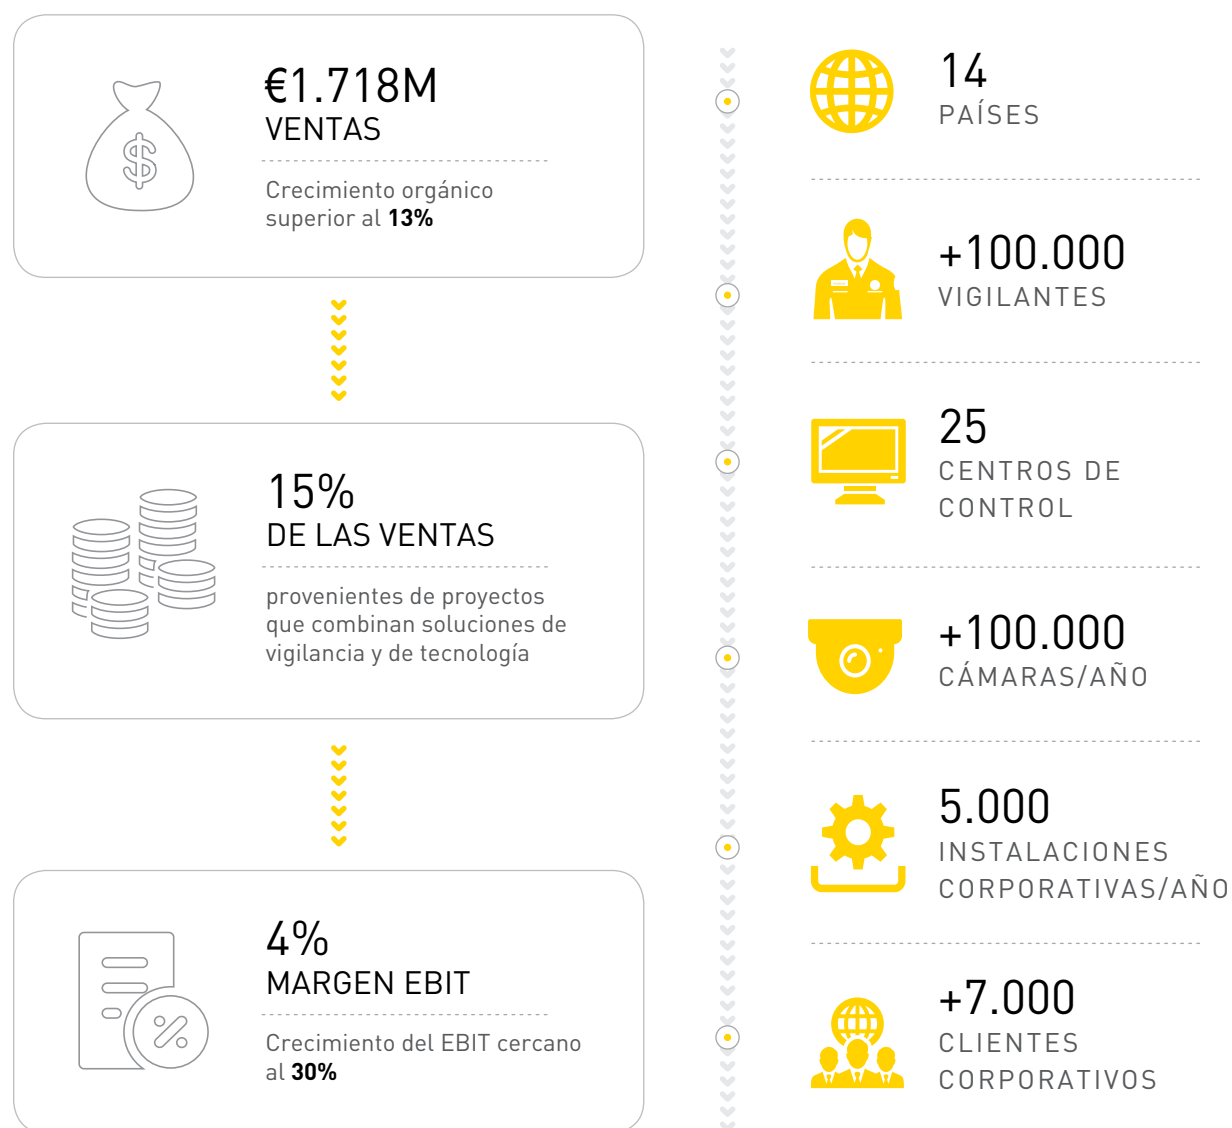 €1.718M
VENTAS
Crecimiento orgánico
superior al 13%
15%
DE LAS VENTAS
provenientes de proyectos
que combinan soluciones de
vigilancia y de tecnología
4%
MARGEN EBIT
Crecimiento del EBIT cercano
al 30%
14
PAÍSES
+100.000
VIGILANTES
25
CENTROS DE
CONTROL
+100.000
CÁMARAS/AÑO
5.000
INSTALACIONES
CORPORATIVAS/AÑO
+7.000
CLIENTES
CORPORATIVOS